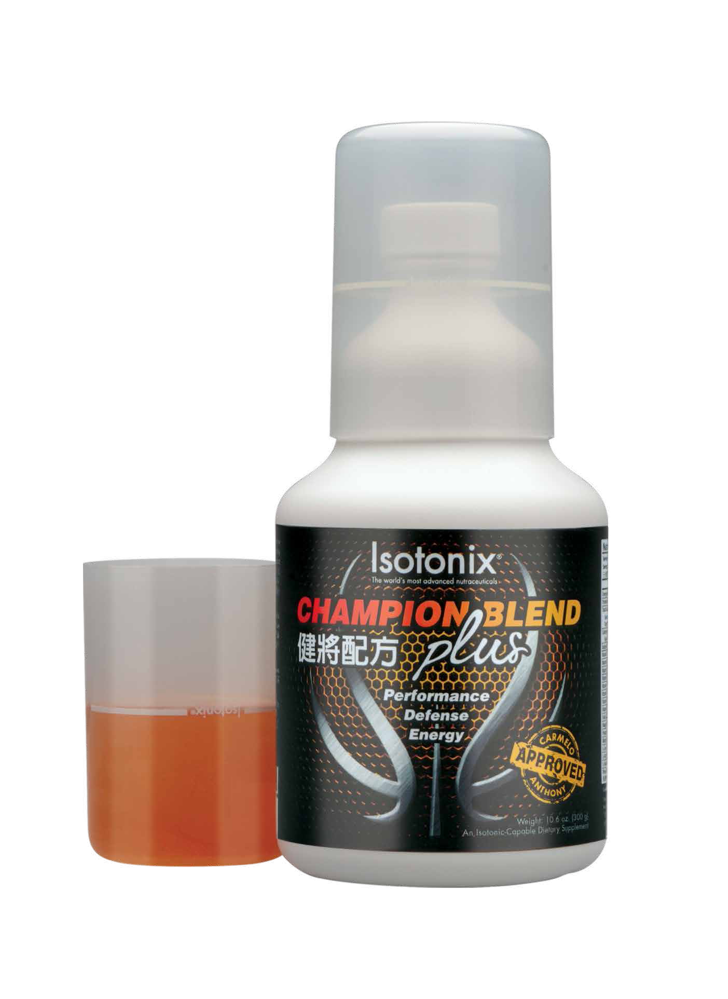 Isotonix®
The world's most advanced nutraceuticals
CHAMPION BLEND
健將配方 plus
Performance
Defense
Energy
CARMELO
APPROVED
ANTHONY
Weight: 10.6 oz. (300 g)
An Isotonic-Capable Dietary Supplement
Isotonix®